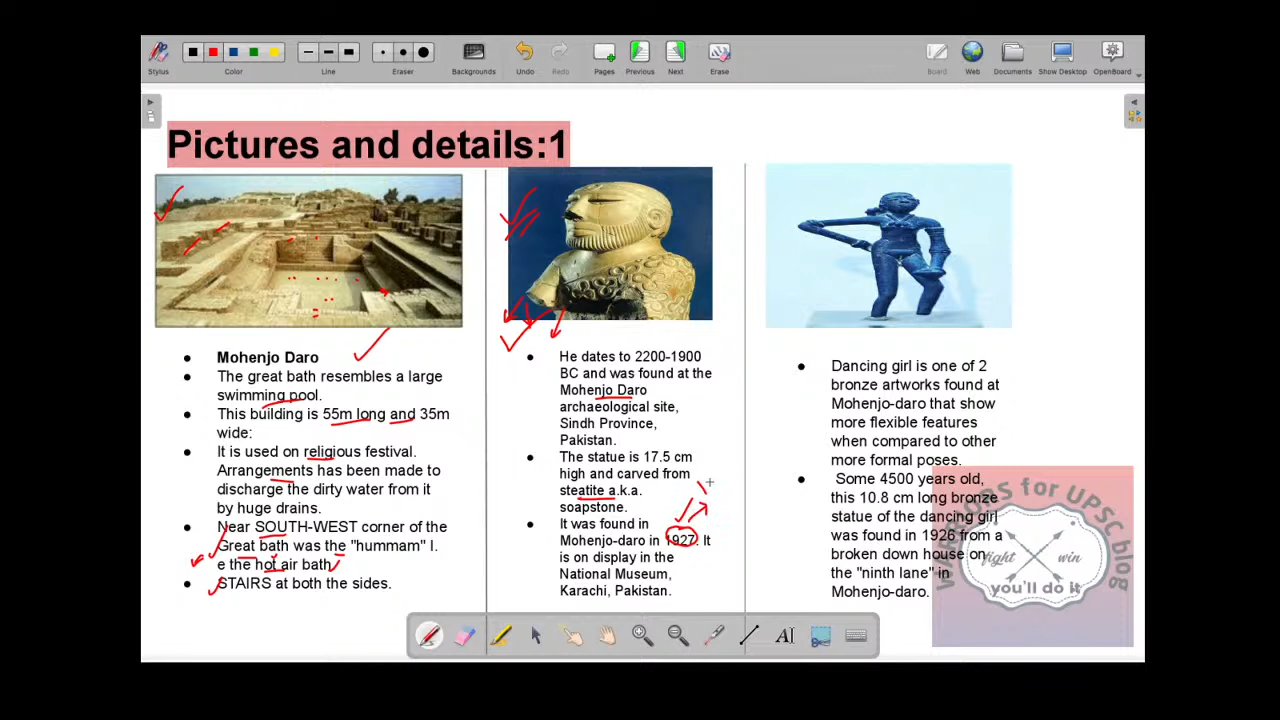 Stylus
Color
Line
Eraser
Backgrounds
Undo
Redo
Pages
Previous
Next
Erase
Board
Web
Documents
Show Desktop
OpenBoard
Pictures and details:1
Mohenjo Daro
The great bath resembles a large
swimming pool.
This building is 55m long and 35m
wide:
It is used on religious festival.
Arrangements has been made to
discharge the dirty water from it
by huge drains.
Near SOUTH-WEST corner of the
Great bath was the "hummam" I.
e the hot air bath
STAIRS at both the sides.
He dates to 2200-1900
BC and was found at the
Mohenjo Daro
archaeological site,
Sindh Province,
Pakistan.
The statue is 17.5 cm
high and carved from
steatite a.k.a.
soapstone.
It was found in
Mohenjo-daro in 1927. It
is on display in the
National Museum,
Karachi, Pakistan.
Dancing girl is one of 2
bronze artworks found at
Mohenjo-daro that show
more flexible features
when compared to other
more formal poses.
Some 4500 years old,
this 10.8 cm long bronze
statue of the dancing girl
was found in 1926 from a
broken down house on
the "ninth lane" in
Mohenjo-daro.
WARRIORS for UPSC blog
fight win
you'll do it
AI